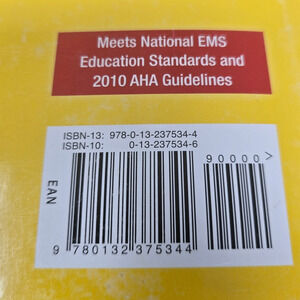 Meets National EMS
Education Standards and
2010 AHA Guidelines
ISBN-13: 978-0-13-237534-4
ISBN-10: 0-13-237534-6
90000>
EAN
9 780132 375344